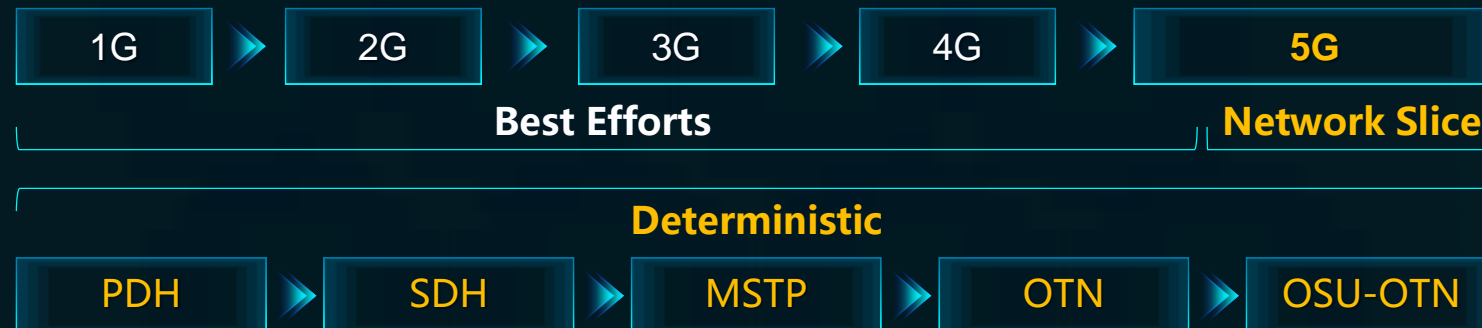 1G 2G 3G 4G 5G
Best Efforts Network Slice
Deterministic
PDH SDH MSTP OTN OSU-OTN